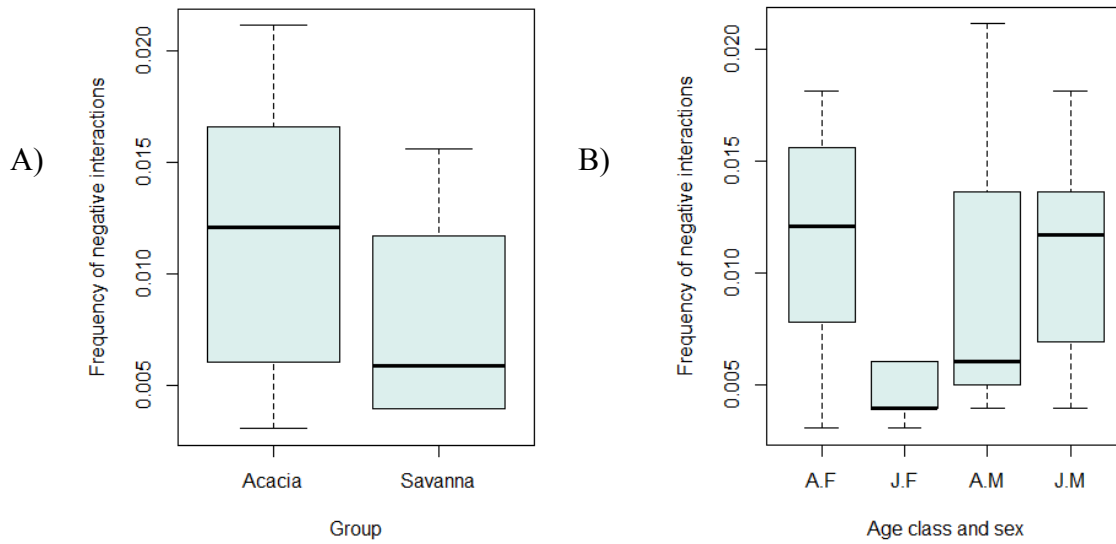 A)
Frequency of negative interactions
0.020
0.015
0.010
0.005
Acacia Savanna
Group
B)
Frequency of negative interactions
0.020
0.015
0.010
0.005
A.F J.F A.M J.M
Age class and sex